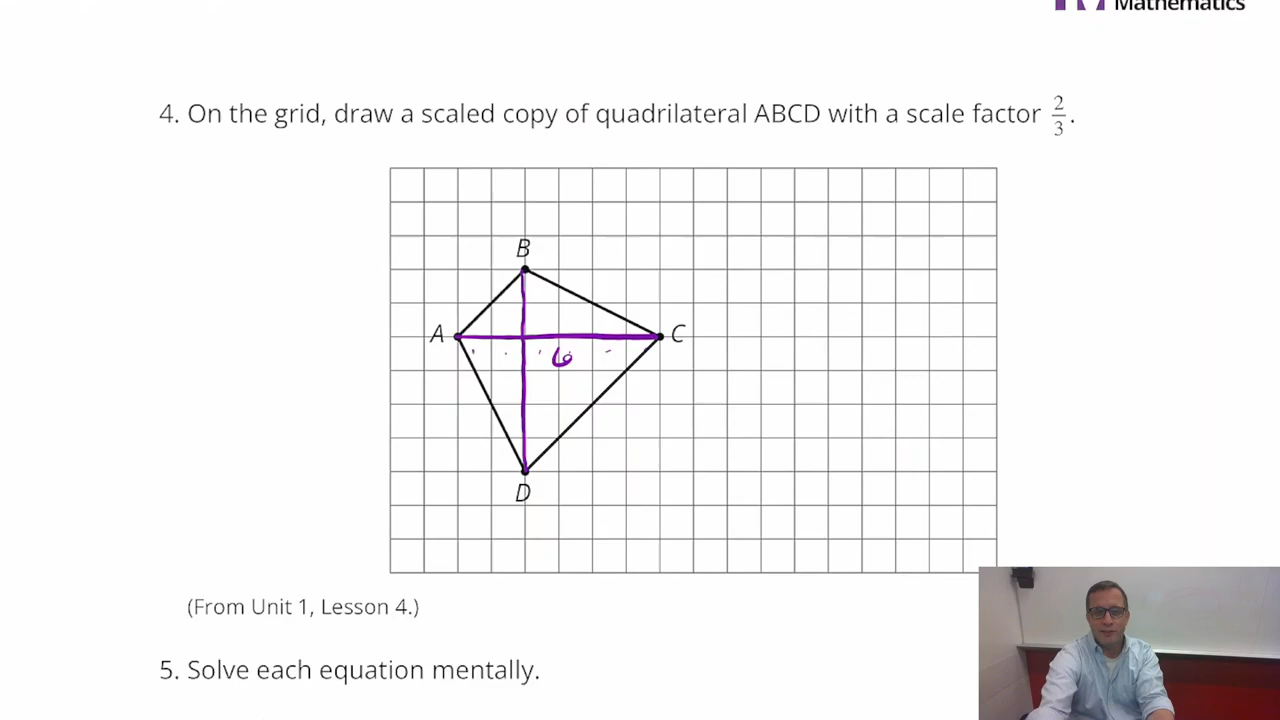 Mathematics
4. On the grid, draw a scaled copy of quadrilateral ABCD with a scale factor 2/3.
B
A
C
6
D
(From Unit 1, Lesson 4.)
5. Solve each equation mentally.